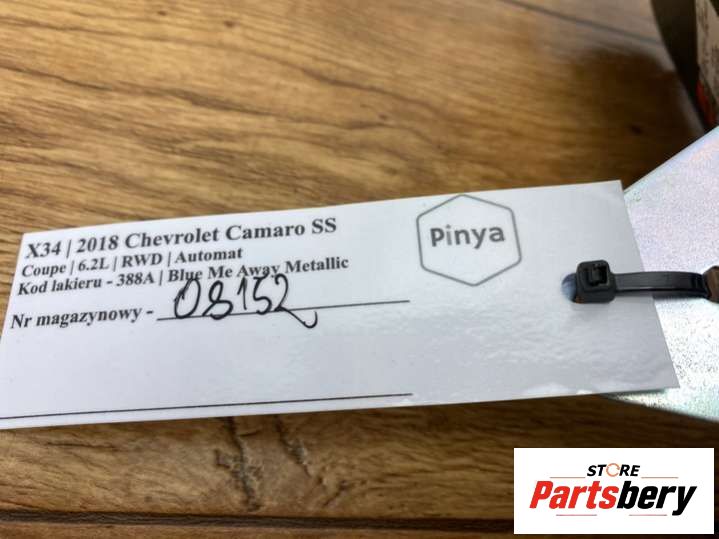 X34 | 2018 Chevrolet Camaro SS
Coupe | 6.2L | RWD | Automat
Kod lakieru - 388A | Blue Me Away Metallic
Nr magazynowy - 08152
Pinya
STORE
Partsbery